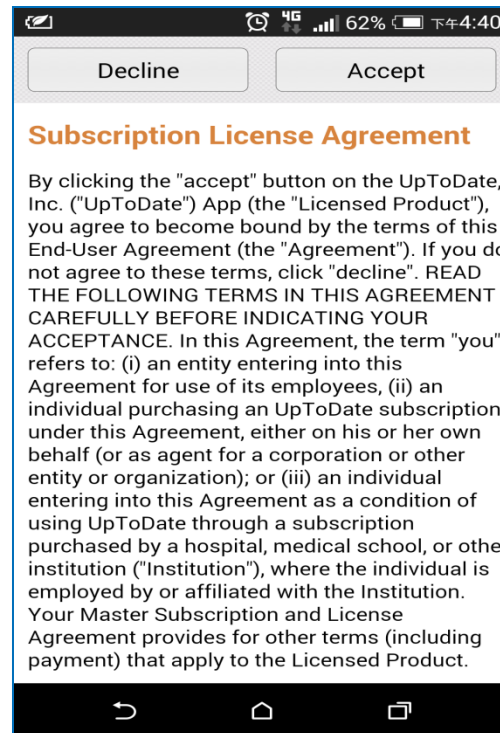 4G 62% 下午4:40
Decline Accept
Subscription License Agreement
By clicking the "accept" button on the UpToDate,
Inc. ("UpToDate") App (the "Licensed Product"),
you agree to become bound by the terms of this
End-User Agreement (the "Agreement"). If you do
not agree to these terms, click "decline". READ
THE FOLLOWING TERMS IN THIS AGREEMENT
CAREFULLY BEFORE INDICATING YOUR
ACCEPTANCE. In this Agreement, the term "you"
refers to: (i) an entity entering into this
Agreement for use of its employees, (ii) an
individual purchasing an UpToDate subscription
under this Agreement, either on his or her own
behalf (or as agent for a corporation or other
entity or organization); or (iii) an individual
entering into this Agreement as a condition of
using UpToDate through a subscription
purchased by a hospital, medical school, or othe
institution ("Institution"), where the individual is
employed by or affiliated with the Institution.
Your Master Subscription and License
Agreement provides for other terms (including
payment) that apply to the Licensed Product.